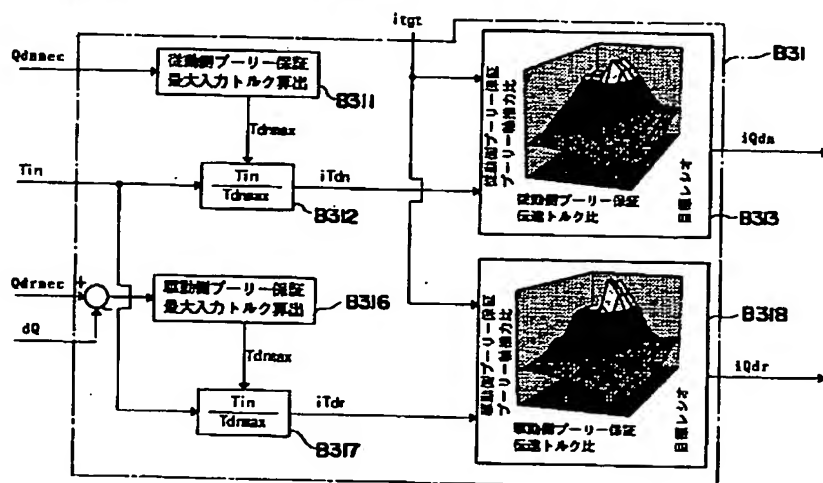 itgt
Qdnnec
従動側プーリー保証
最大入力トルク算出
B311
Tdnmax
Tin
Tin
Tdnmax
iTdn
B312
従動側プーリー保証
プーリー軸推力比
従動側プーリー保証
伝達トルク比
目標レシオ
B31
B313
iQdn
Qdrnec
+
-
dQ
駆動側プーリー保証
最大入力トルク算出
B316
Tdrmax
Tin
Tdrmax
iTdr
B317
駆動側プーリー保証
プーリー軸推力比
駆動側プーリー保証
伝達トルク比
目標レシオ
B318
iQdr